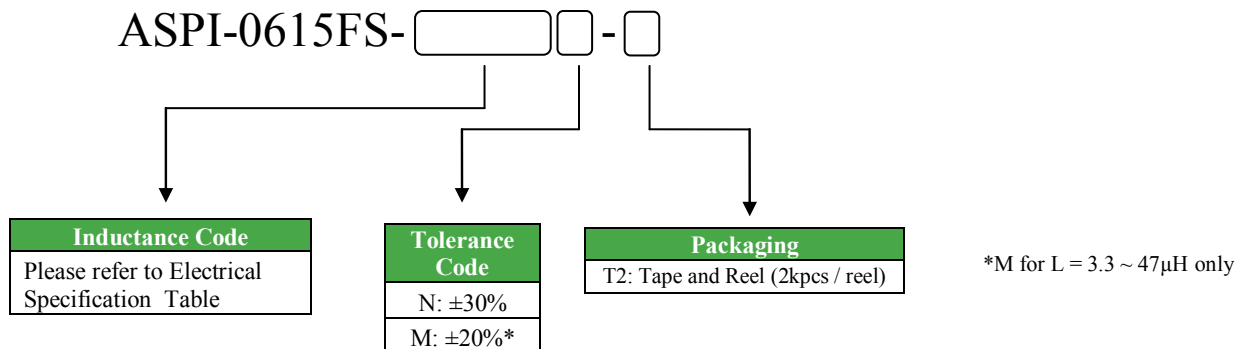 ASPI-0615FS- -
Inductance Code
Please refer to Electrical
Specification Table
Tolerance
Code
N: ±30%
M: ±20%*
Packaging
T2: Tape and Reel (2kpcs / reel)
*M for L = 3.3 ~ 47µH only